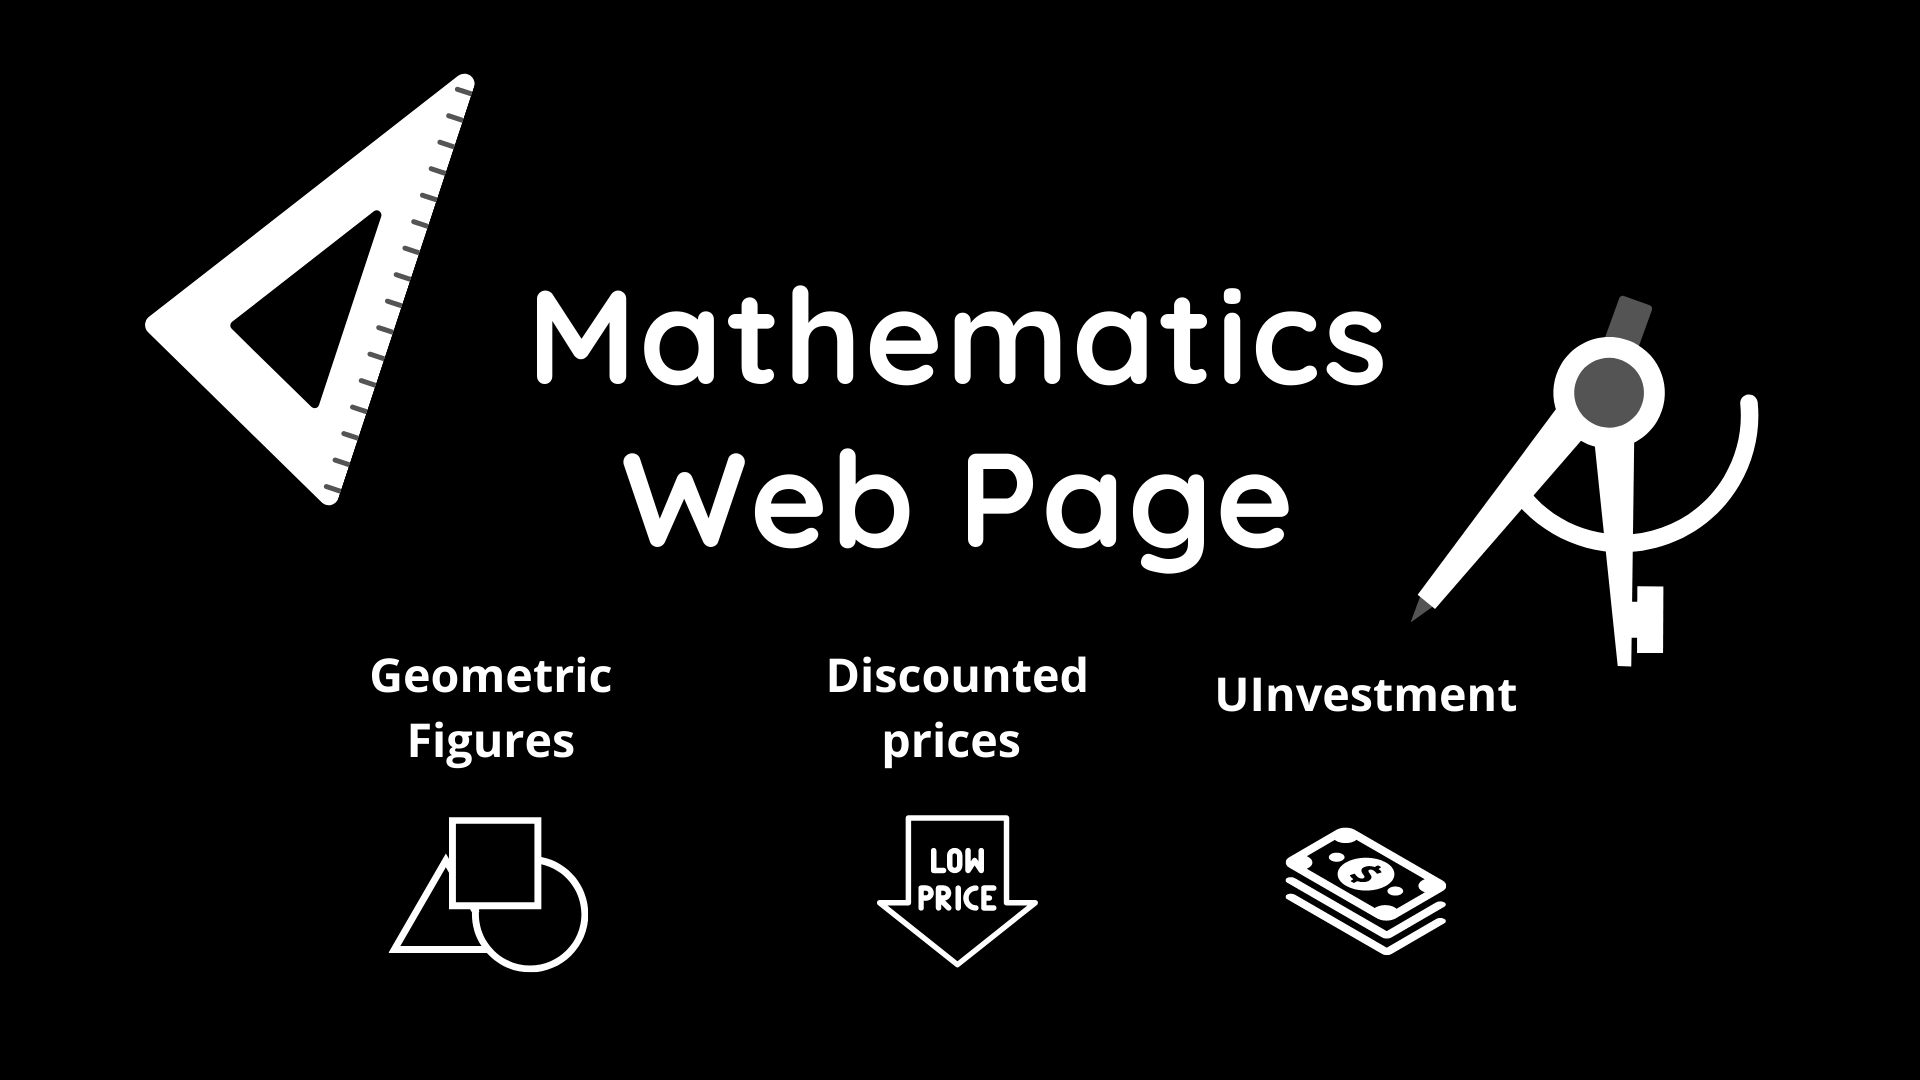 Mathematics
Web Page
Geometric
Figures
Discounted
prices
UInvestment
LOW
PRICE
$